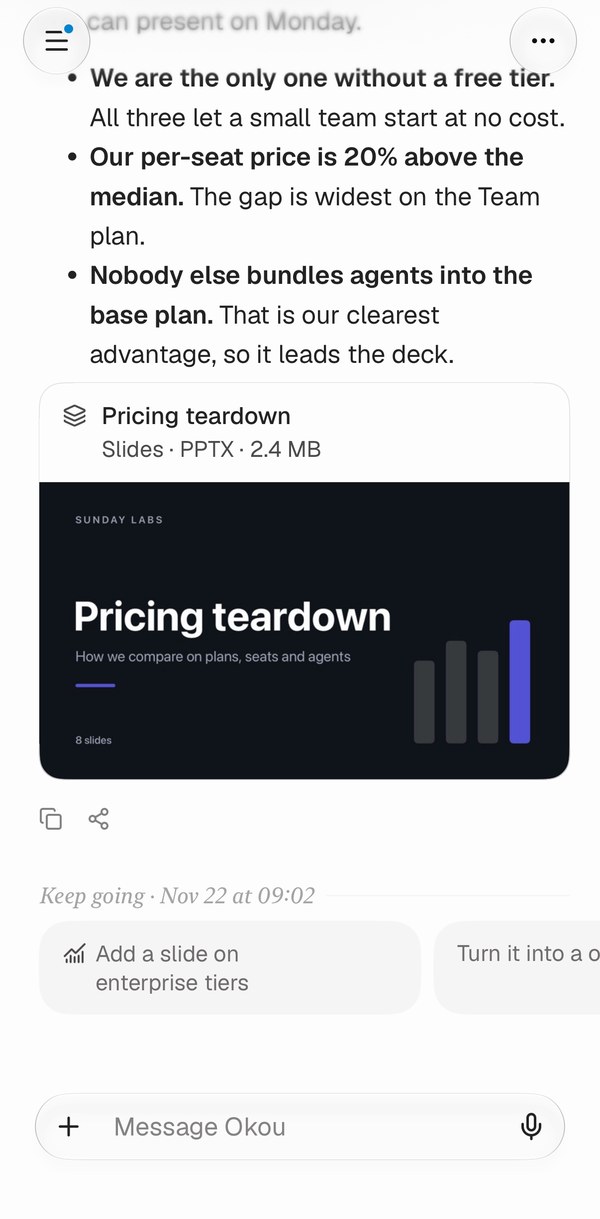 can present on Monday.
• We are the only one without a free tier.
All three let a small team start at no cost.
• Our per-seat price is 20% above the
median. The gap is widest on the Team
plan.
• Nobody else bundles agents into the
base plan. That is our clearest
advantage, so it leads the deck.
Pricing teardown
Slides · PPTX · 2.4 MB
SUNDAY LABS
Pricing teardown
How we compare on plans, seats and agents
8 slides
Keep going · Nov 22 at 09:02
Add a slide on
enterprise tiers
Turn it into a o
Message Okou